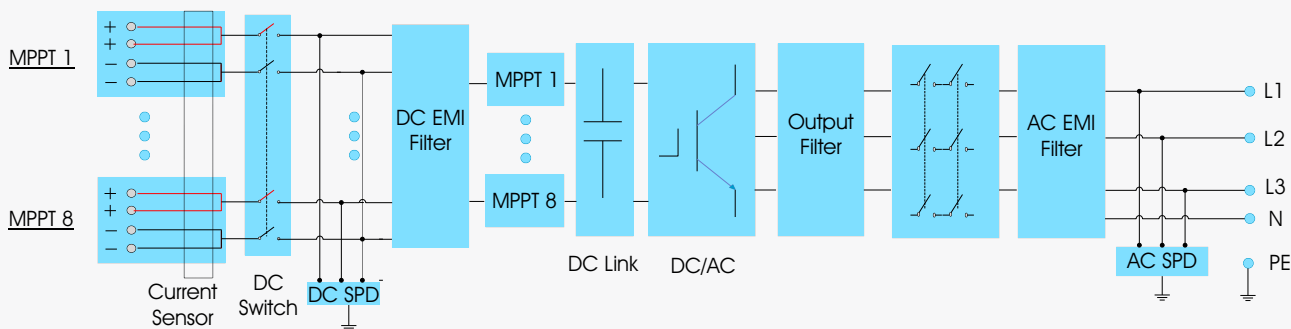 MPPT 1
+
+
−
−
MPPT 8
+
+
−
−
Current
Sensor
DC
Switch
DC SPD
DC EMI
Filter
MPPT 1
MPPT 8
DC Link
DC/AC
Output
Filter
AC EMI
Filter
L1
L2
L3
N
AC SPD
PE